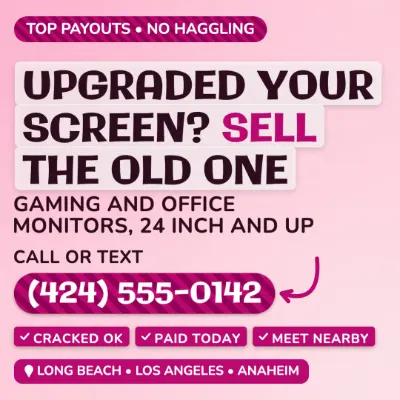 TOP PAYOUTS • NO HAGGLING
UPGRADED YOUR
SCREEN? SELL
THE OLD ONE
GAMING AND OFFICE
MONITORS, 24 INCH AND UP
CALL OR TEXT
(424) 555-0142
✓ CRACKED OK ✓ PAID TODAY ✓ MEET NEARBY
LONG BEACH • LOS ANGELES • ANAHEIM